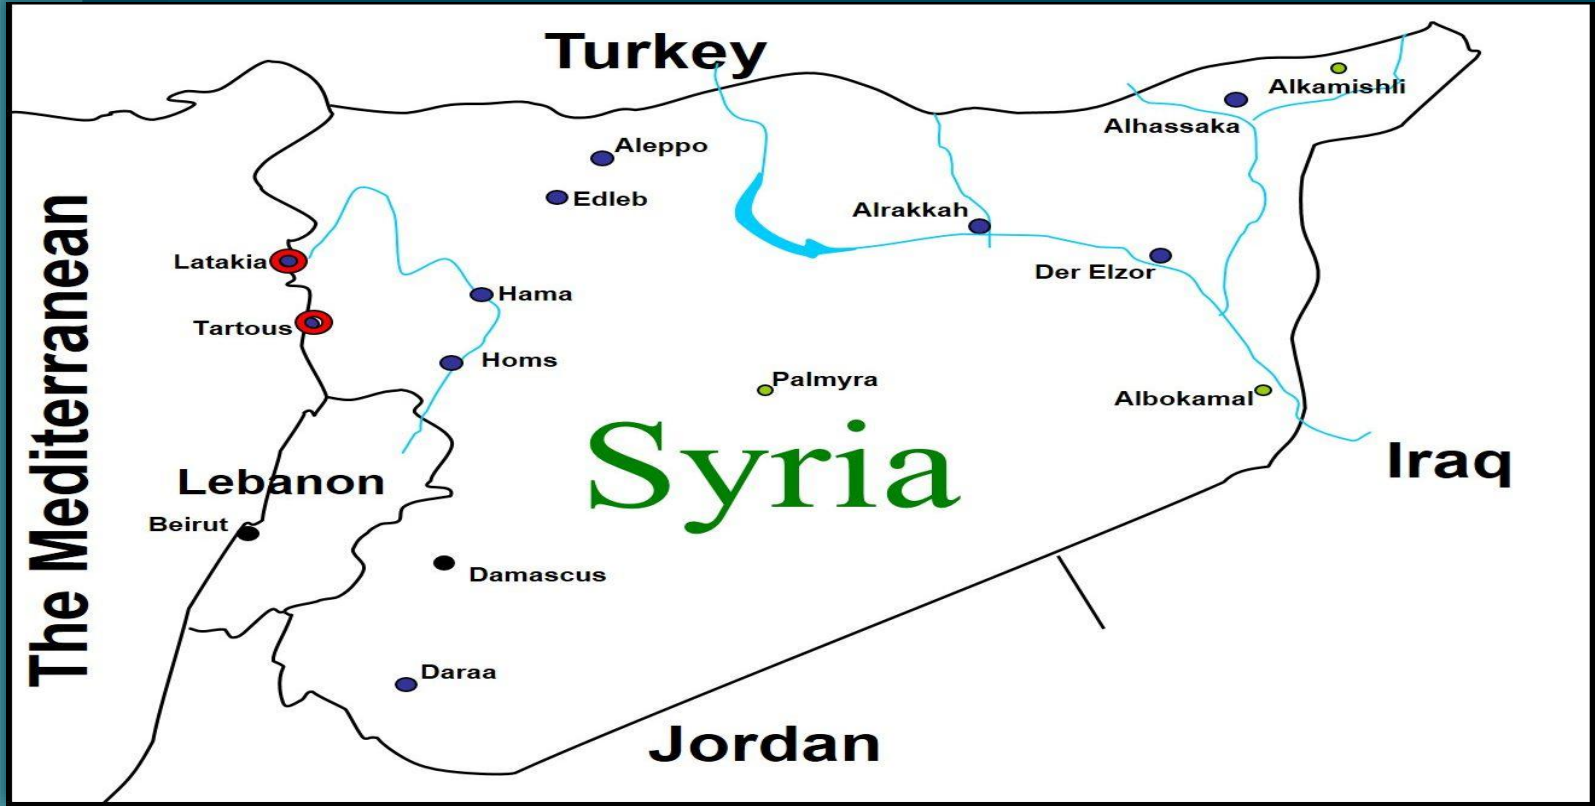 Turkey
Alkamishli
Alhassaka
Aleppo
Edleb
Alrakkah
Latakia
Der Elzor
Hama
Tartous
Homs
Palmyra
Albokamal
The Mediterranean
Syria
Iraq
Lebanon
Beirut
Damascus
Daraa
Jordan